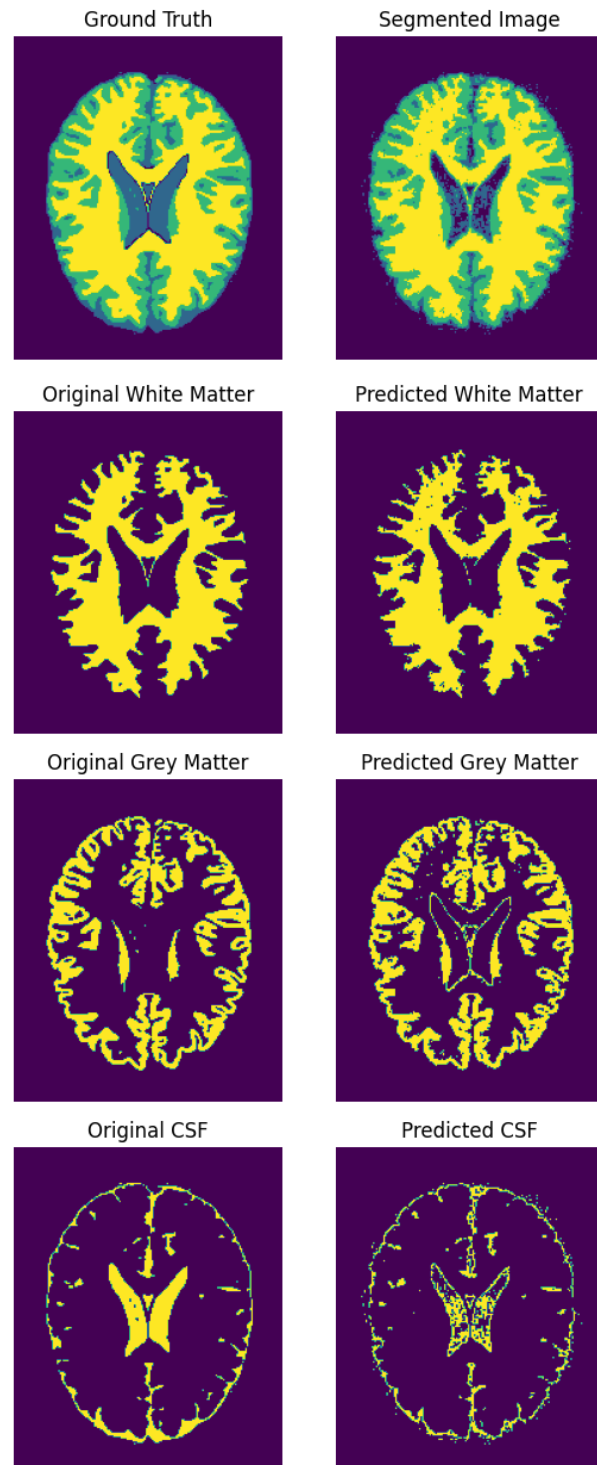 Ground Truth
Segmented Image
Original White Matter
Predicted White Matter
Original Grey Matter
Predicted Grey Matter
Original CSF
Predicted CSF